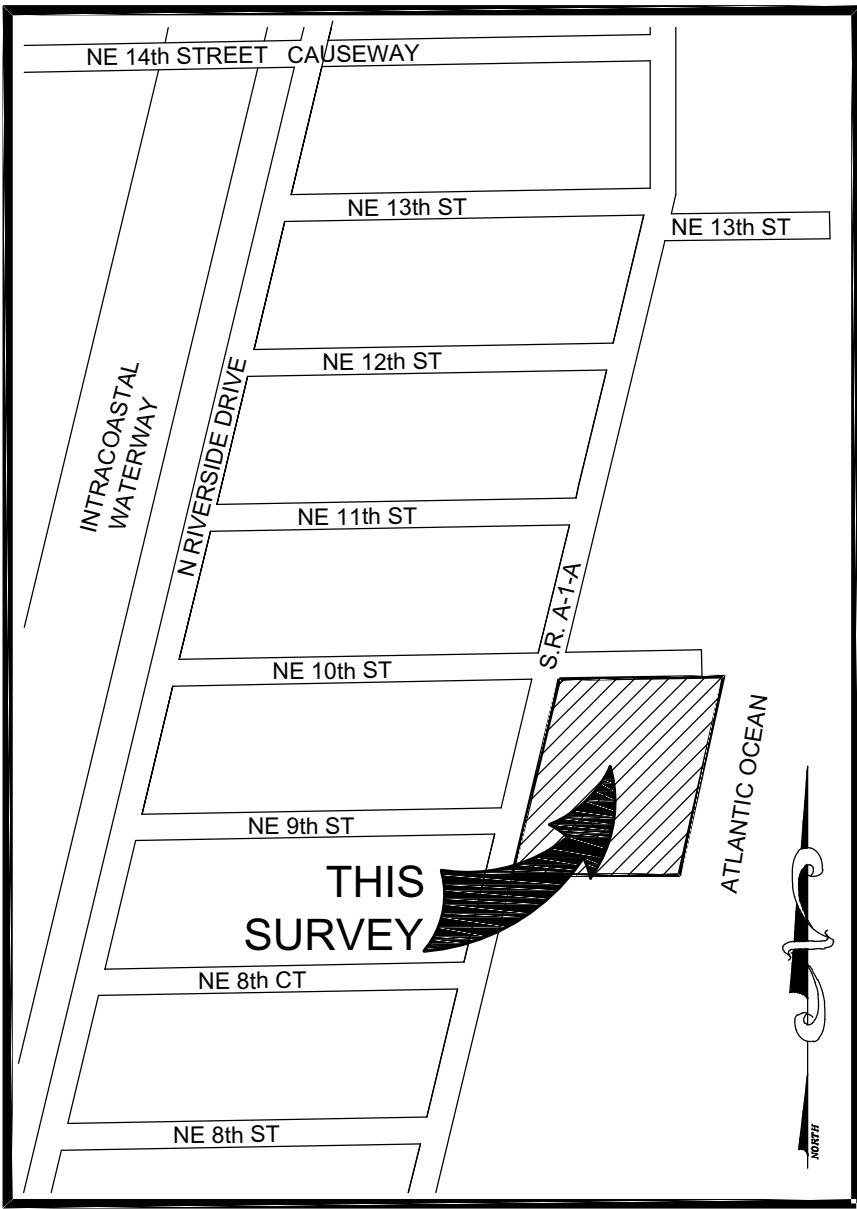 NE 14th STREET CAUSEWAY
NE 13th ST
NE 13th ST
NE 12th ST
INTRACOASTAL
WATERWAY
N RIVERSIDE DRIVE
NE 11th ST
S.R. A-1-A
NE 10th ST
ATLANTIC OCEAN
NE 9th ST
THIS
SURVEY
NE 8th CT
NE 8th ST
NORTH